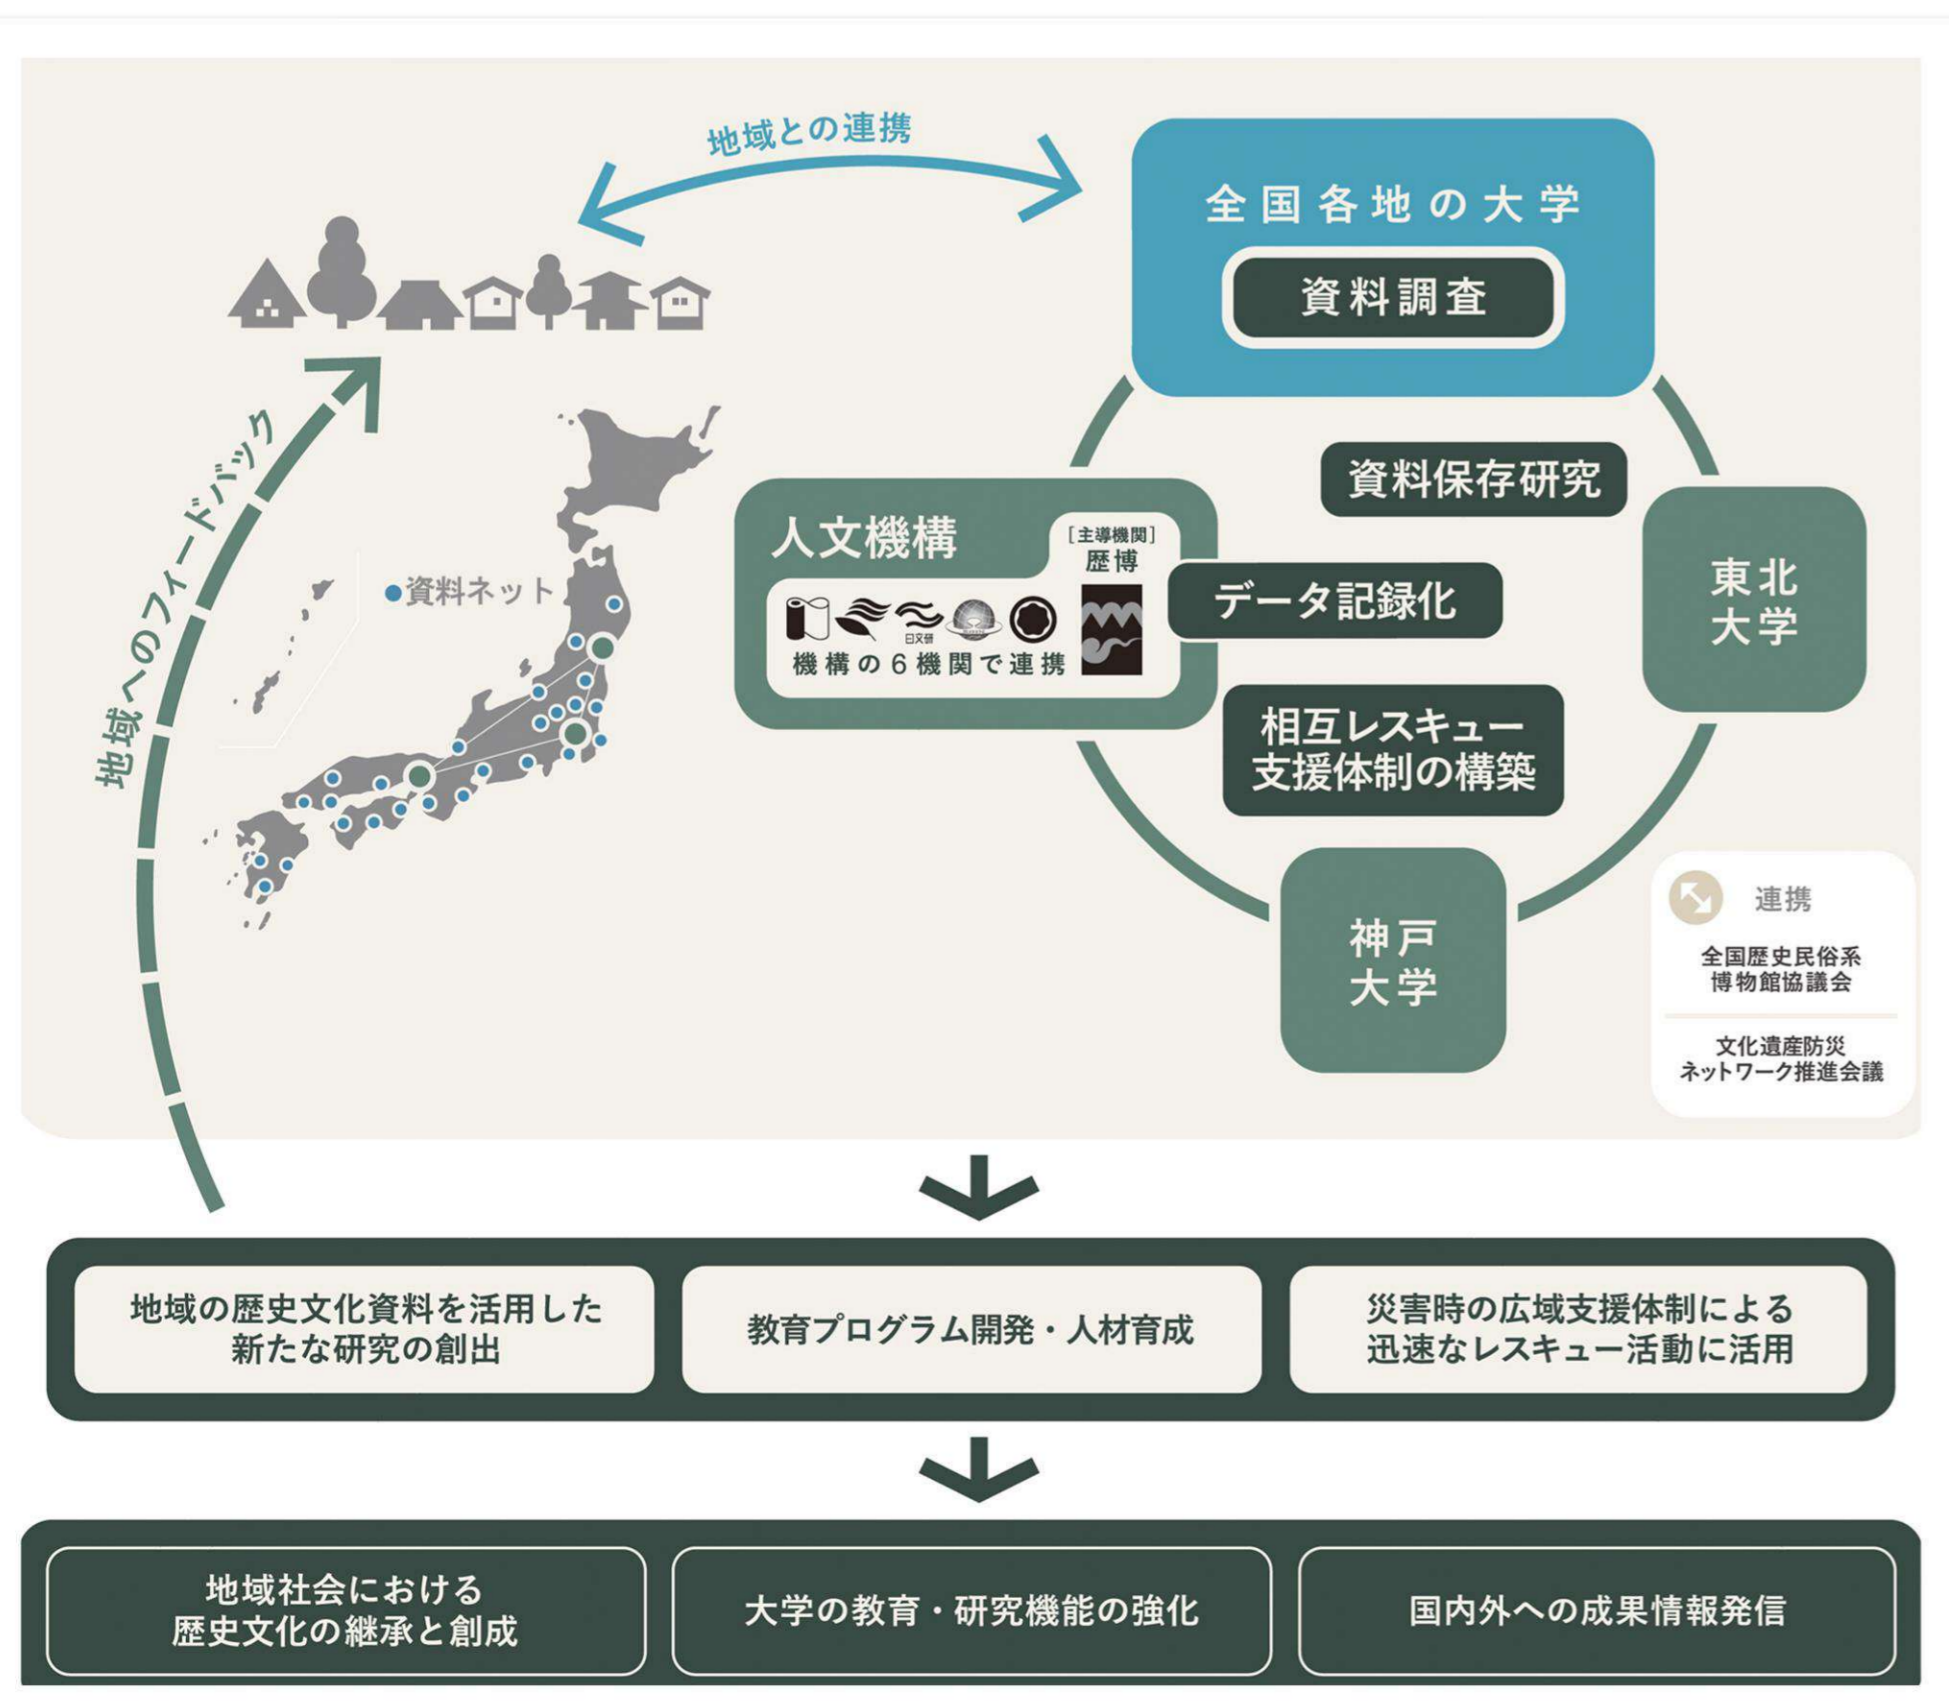 地域との連携
全国各地の大学
資料調査
地域へのフィードバック
資料ネット
人文機構
[主導機関]
歴博
日文研
機構の6機関で連携
資料保存研究
データ記録化
相互レスキュー
支援体制の構築
東北
大学
神戸
大学
連携
全国歴史民俗系
博物館協議会
文化遺産防災
ネットワーク推進会議
地域の歴史文化資料を活用した
新たな研究の創出
教育プログラム開発・人材育成
災害時の広域支援体制による
迅速なレスキュー活動に活用
地域社会における
歴史文化の継承と創成
大学の教育・研究機能の強化
国内外への成果情報発信